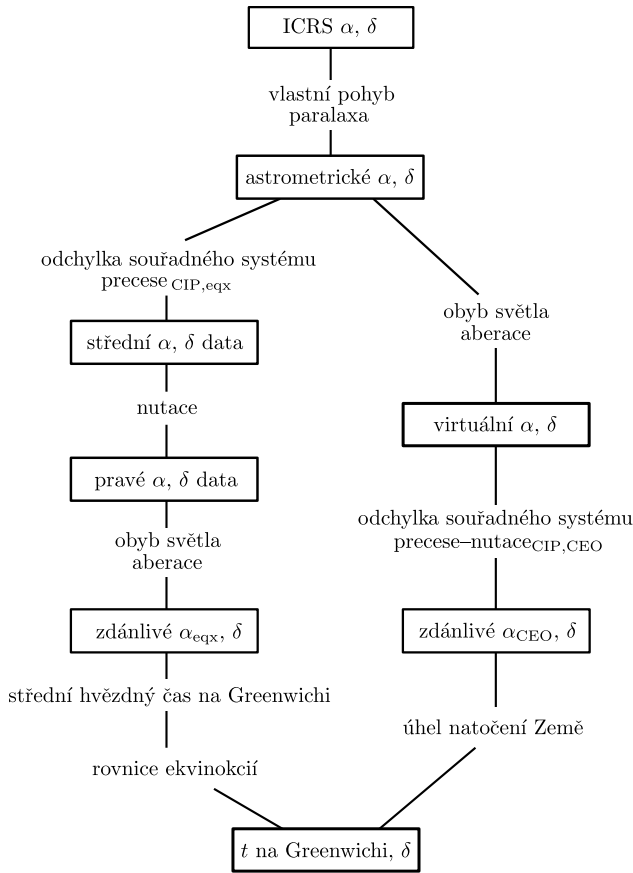 ICRS α, δ
vlastní pohyb
paralaxa
astrometrické α, δ
odchylka souřadného systému
precese CIP,eqx
střední α, δ data
nutace
pravé α, δ data
obyb světla
aberace
zdánlivé αeqx, δ
střední hvězdný čas na Greenwichi
rovnice ekvinokcií
obyb světla
aberace
virtuální α, δ
odchylka souřadného systému
precese–nutaceCIP,CEO
zdánlivé αCEO, δ
úhel natočení Země
t na Greenwichi, δ